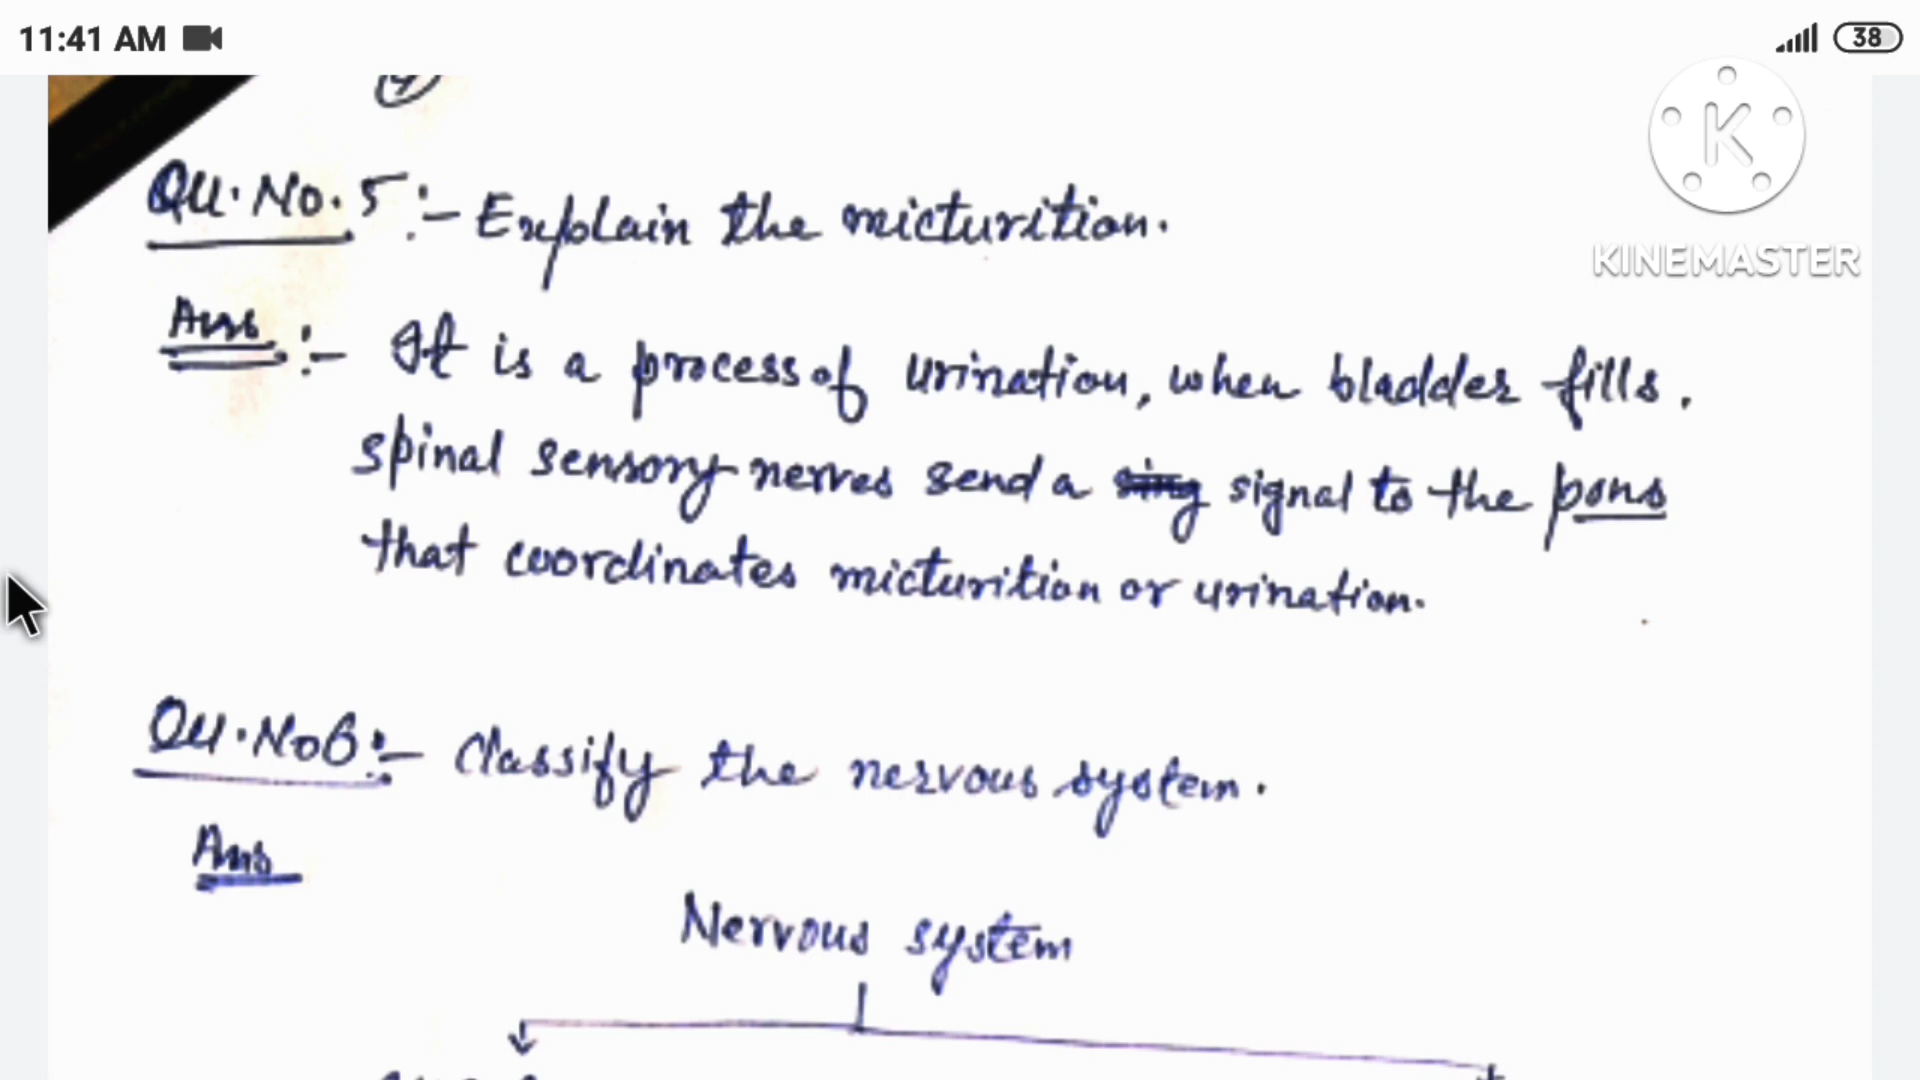 11:41 AM
38
KINEMASTER
Qu. No. 5:- Explain the micturition.
Ans:- It is a process of urination, when bladder fills.
spinal sensory nerves send a signal to the pons
that coordinates micturition or urination.
Qu. No 6:- Classify the nervous system.
Ans
Nervous system